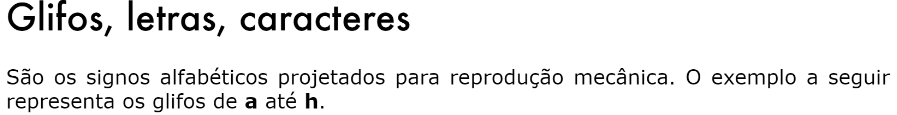 Glifos, letras, caracteres
São os signos alfabéticos projetados para reprodução mecânica. O exemplo a seguir
representa os glifos de a até h.